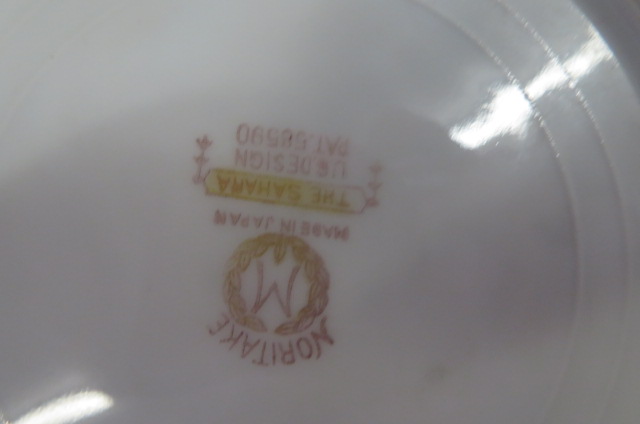 NORITAKE
M
MADE IN JAPAN
THE SAHARA
U.S. DESIGN
PAT. 58590